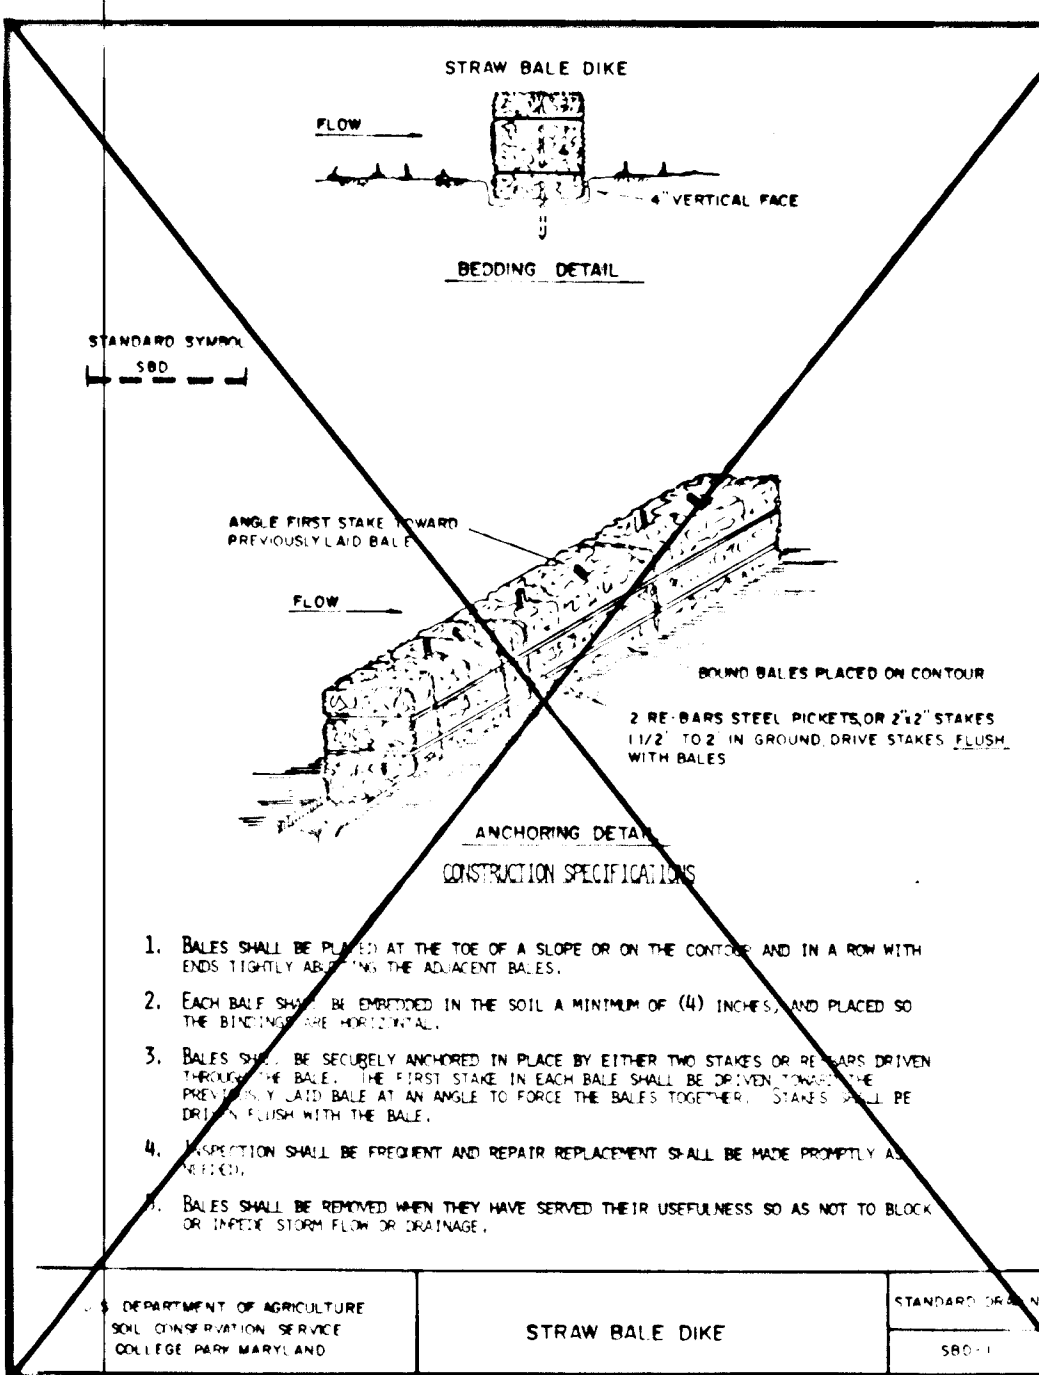 STRAW BALE DIKE
FLOW
4" VERTICAL FACE
BEDDING DETAIL
STANDARD SYMBOL
SBD
ANGLE FIRST STAKE TOWARD
PREVIOUSLY LAID BALE
FLOW
BOUND BALES PLACED ON CONTOUR
2 RE-BARS STEEL PICKETS, OR 2"x2" STAKES
1 1/2' TO 2' IN GROUND, DRIVE STAKES FLUSH
WITH BALES
ANCHORING DETAIL
CONSTRUCTION SPECIFICATIONS
1. BALES SHALL BE PLACED AT THE TOE OF A SLOPE OR ON THE CONTOUR AND IN A ROW WITH
ENDS TIGHTLY ABUTTING THE ADJACENT BALES.
2. EACH BALE SHALL BE EMBEDDED IN THE SOIL A MINIMUM OF (4) INCHES, AND PLACED SO
THE BINDINGS ARE HORIZONTAL.
3. BALES SHALL BE SECURELY ANCHORED IN PLACE BY EITHER TWO STAKES OR RE-BARS DRIVEN
THROUGH THE BALE. THE FIRST STAKE IN EACH BALE SHALL BE DRIVEN TOWARD THE
PREVIOUSLY LAID BALE AT AN ANGLE TO FORCE THE BALES TOGETHER. STAKES SHALL BE
DRIVEN FLUSH WITH THE BALE.
4. INSPECTION SHALL BE FREQUENT AND REPAIR REPLACEMENT SHALL BE MADE PROMPTLY AS
NEEDED.
5. BALES SHALL BE REMOVED WHEN THEY HAVE SERVED THEIR USEFULNESS SO AS NOT TO BLOCK
OR IMPEDE STORM FLOW OR DRAINAGE.
U.S. DEPARTMENT OF AGRICULTURE
SOIL CONSERVATION SERVICE
COLLEGE PARK MARYLAND
STRAW BALE DIKE
STANDARD
SBD-1